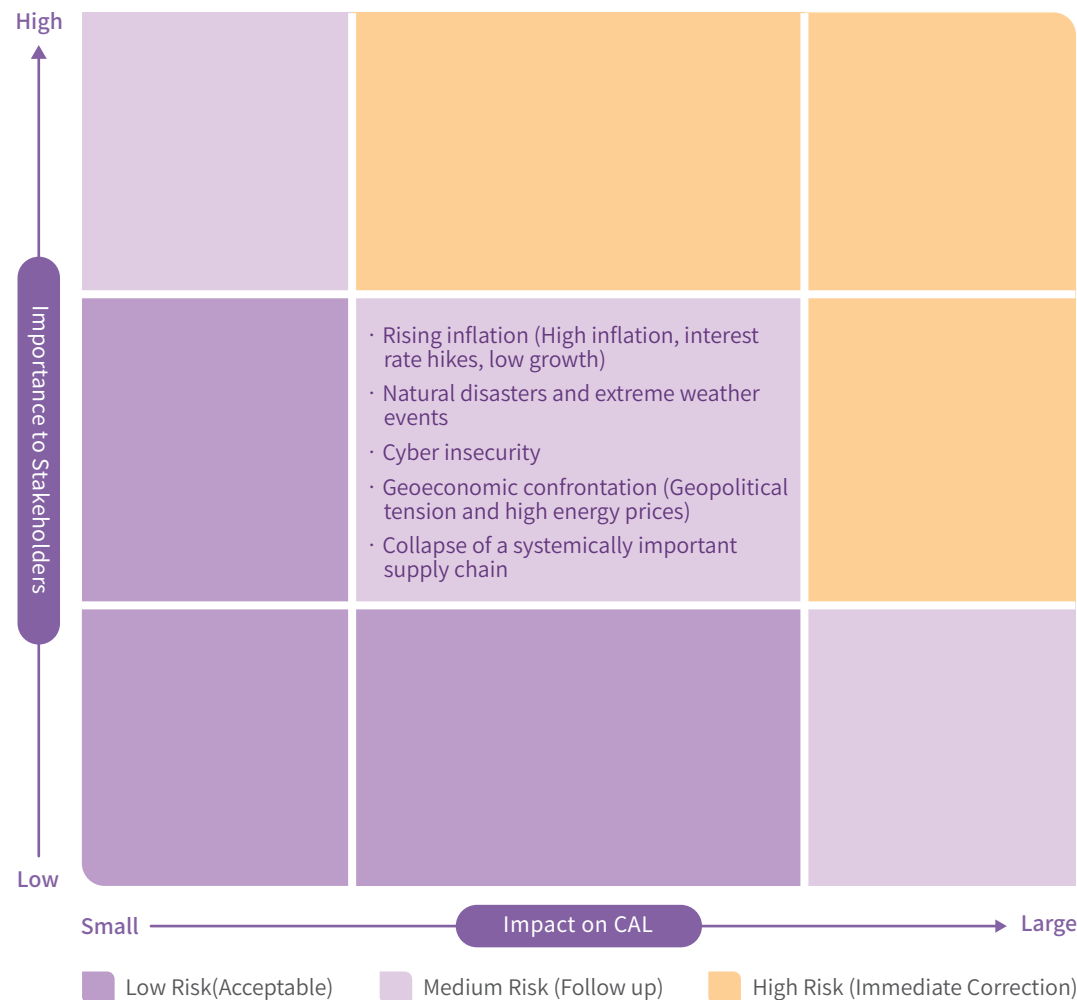 High
Importance to Stakeholders
· Rising inflation (High inflation, interest
rate hikes, low growth)
· Natural disasters and extreme weather
events
· Cyber insecurity
· Geoeconomic confrontation (Geopolitical
tension and high energy prices)
· Collapse of a systemically important
supply chain
Low
Small
Impact on CAL
Large
Low Risk(Acceptable)
Medium Risk (Follow up)
High Risk (Immediate Correction)